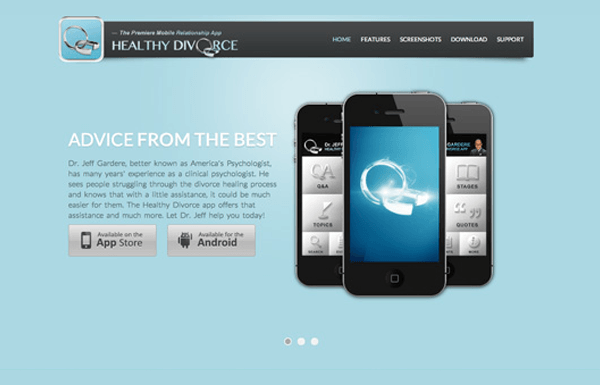 — The Premiere Mobile Relationship App
HEALTHY DIVORCE
HOME FEATURES SCREENSHOTS DOWNLOAD SUPPORT
ADVICE FROM THE BEST
Dr. Jeff Gardere, better known as America's Psychologist,
has many years' experience as a clinical psychologist. He
sees people struggling through the divorce healing process
and knows that with a little assistance, it could be much
easier for them. The Healthy Divorce app offers that
assistance and much more. Let Dr. Jeff help you today!
Available on the
App Store
Available for the
Android
DR. JEFF
Q&A
TOPICS
SEARCH
GARDERE
STAGES
QUOTES
MORE